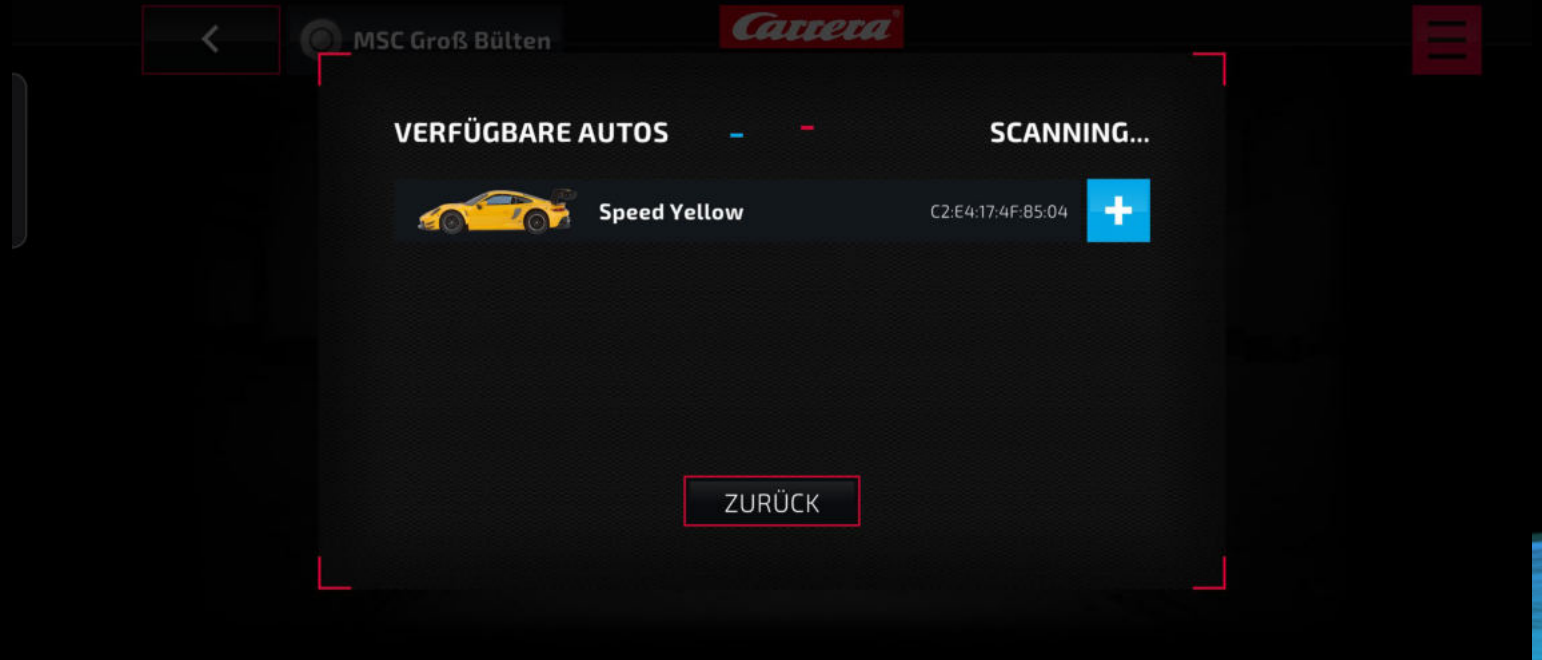 MSC Groß Bülten
Carrera®
VERFÜGBARE AUTOS
SCANNING...
Speed Yellow
C2:E4:17:4F:85:04
ZURÜCK